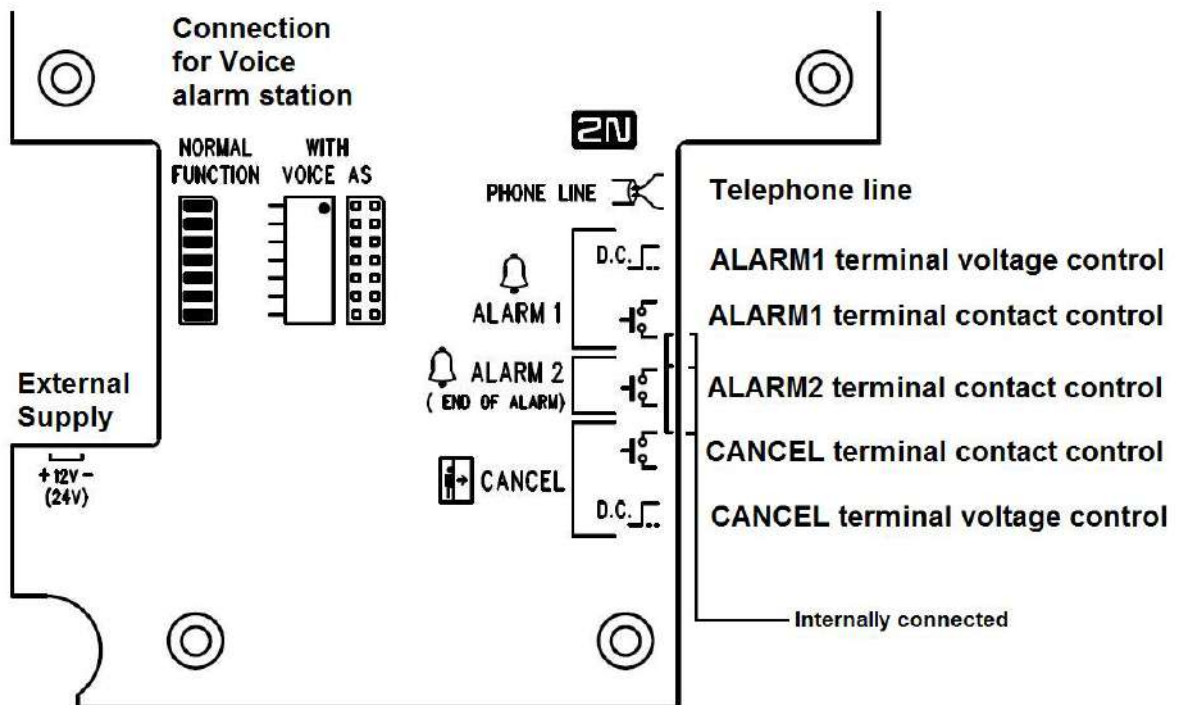 Connection
for Voice
alarm station
NORMAL
FUNCTION
WITH
VOICE AS
2N
PHONE LINE
Telephone line
D.C.
ALARM1 terminal voltage control
ALARM 1
ALARM1 terminal contact control
ALARM 2
( END OF ALARM)
ALARM2 terminal contact control
CANCEL terminal contact control
CANCEL
D.C.
CANCEL terminal voltage control
External
Supply
+ 12V -
(24V)
Internally connected